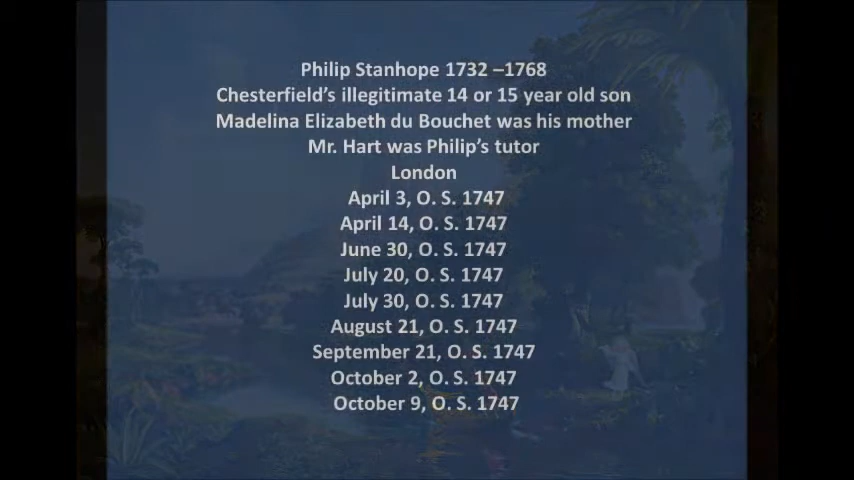 Philip Stanhope 1732 –1768
Chesterfield's illegitimate 14 or 15 year old son
Madelina Elizabeth du Bouchet was his mother
Mr. Hart was Philip's tutor
London
April 3, O. S. 1747
April 14, O. S. 1747
June 30, O. S. 1747
July 20, O. S. 1747
July 30, O. S. 1747
August 21, O. S. 1747
September 21, O. S. 1747
October 2, O. S. 1747
October 9, O. S. 1747